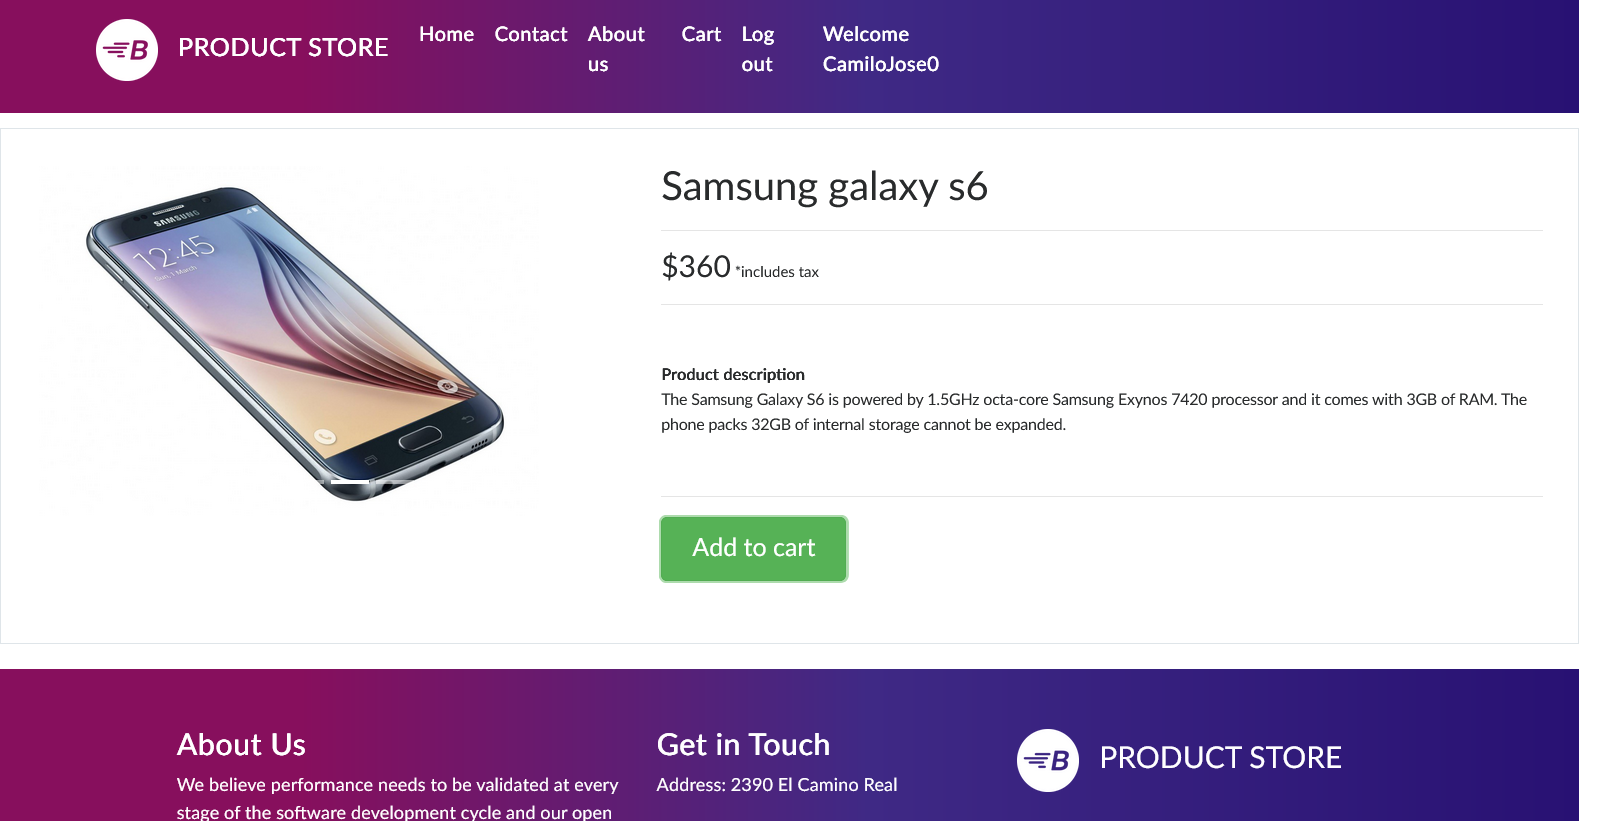 B PRODUCT STORE
Home Contact About us Cart Log out Welcome CamiloJose0
SAMSUNG
12:45
Sun, 1 March
Samsung galaxy s6
$360 *includes tax
Product description
The Samsung Galaxy S6 is powered by 1.5GHz octa-core Samsung Exynos 7420 processor and it comes with 3GB of RAM. The
phone packs 32GB of internal storage cannot be expanded.
Add to cart
About Us
We believe performance needs to be validated at every
stage of the software development cycle and our open
Get in Touch
Address: 2390 El Camino Real
B PRODUCT STORE